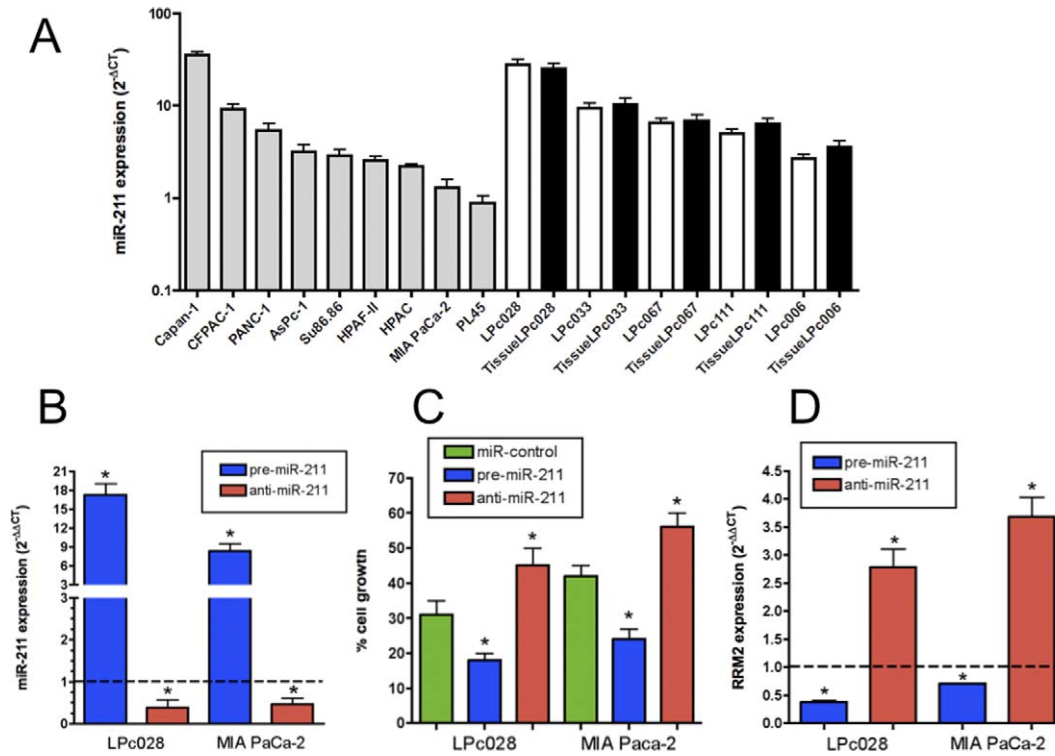 A
miR-211 expression (2^-ΔCT)
100
10
1
0.1
Capan-1
CFPAC-1
PANC-1
AsPc-1
Su86.86
HPAF-II
HPAC
MIA PaCa-2
PL45
LPc028
TissueLPc028
LPc033
TissueLPc033
LPc067
TissueLPc067
LPc111
TissueLPc111
LPc006
TissueLPc006
B
pre-miR-211
anti-miR-211
miR-211 expression (2^-ΔΔCT)
21
18
15
12
9
6
3
3
2
1
0
*
*
*
*
LPc028 MIA PaCa-2
C
miR-control
pre-miR-211
anti-miR-211
% cell growth
70
60
50
40
30
20
10
0
*
*
*
*
LPc028 MIA Paca-2
D
pre-miR-211
anti-miR-211
RRM2 expression (2^-ΔΔCT)
4.5
4.0
3.5
3.0
2.5
2.0
1.5
1.0
0.5
0.0
*
*
*
*
LPc028 MIA PaCa-2